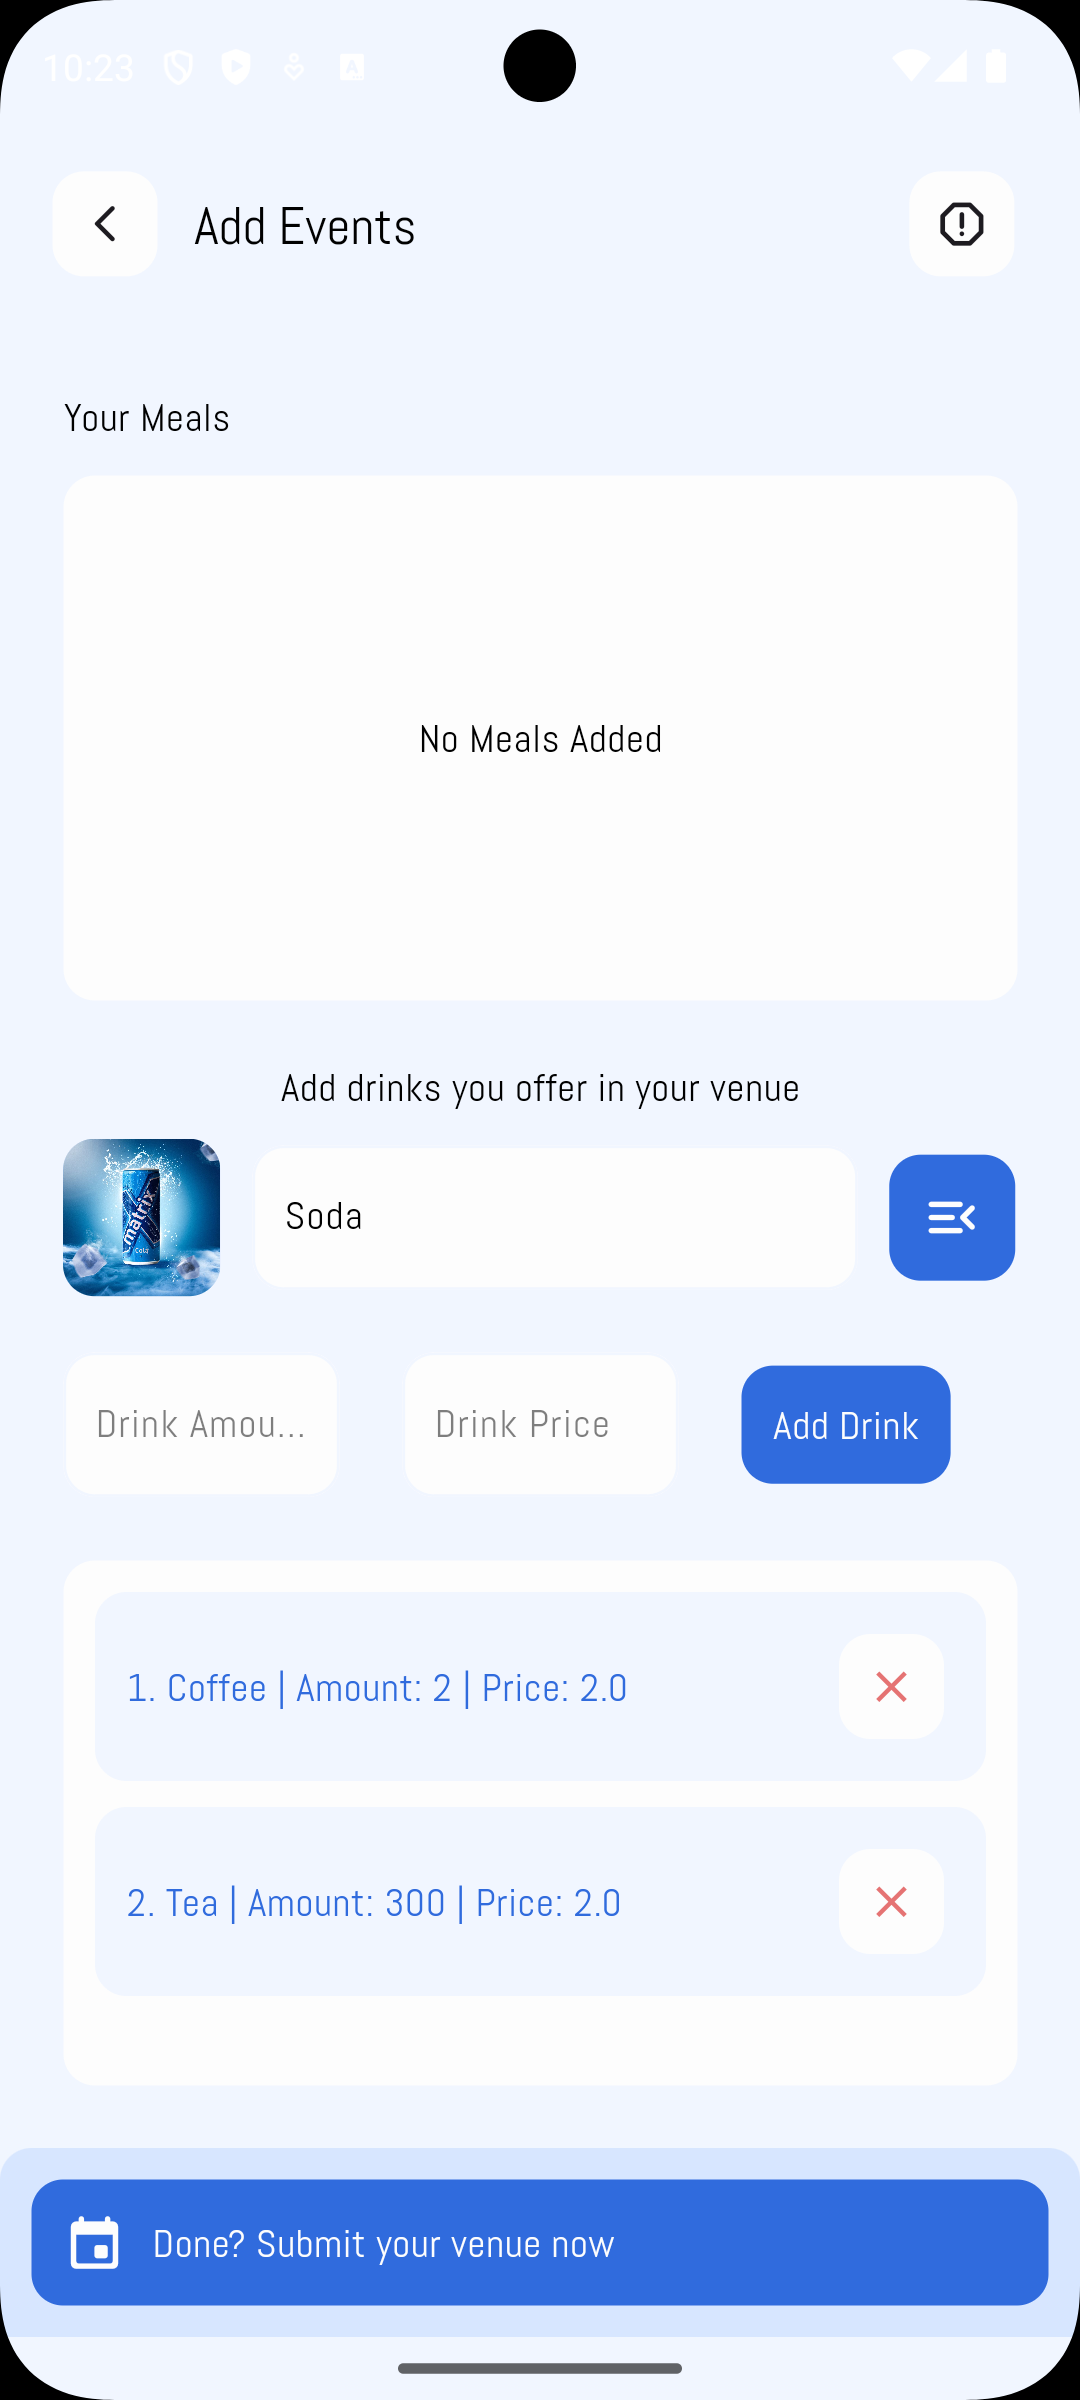 10:23
Add Events
Your Meals
No Meals Added
Add drinks you offer in your venue
matrix
Cola
Soda
Drink Amou...
Drink Price
Add Drink
1. Coffee | Amount: 2 | Price: 2.0
2. Tea | Amount: 300 | Price: 2.0
Done? Submit your venue now